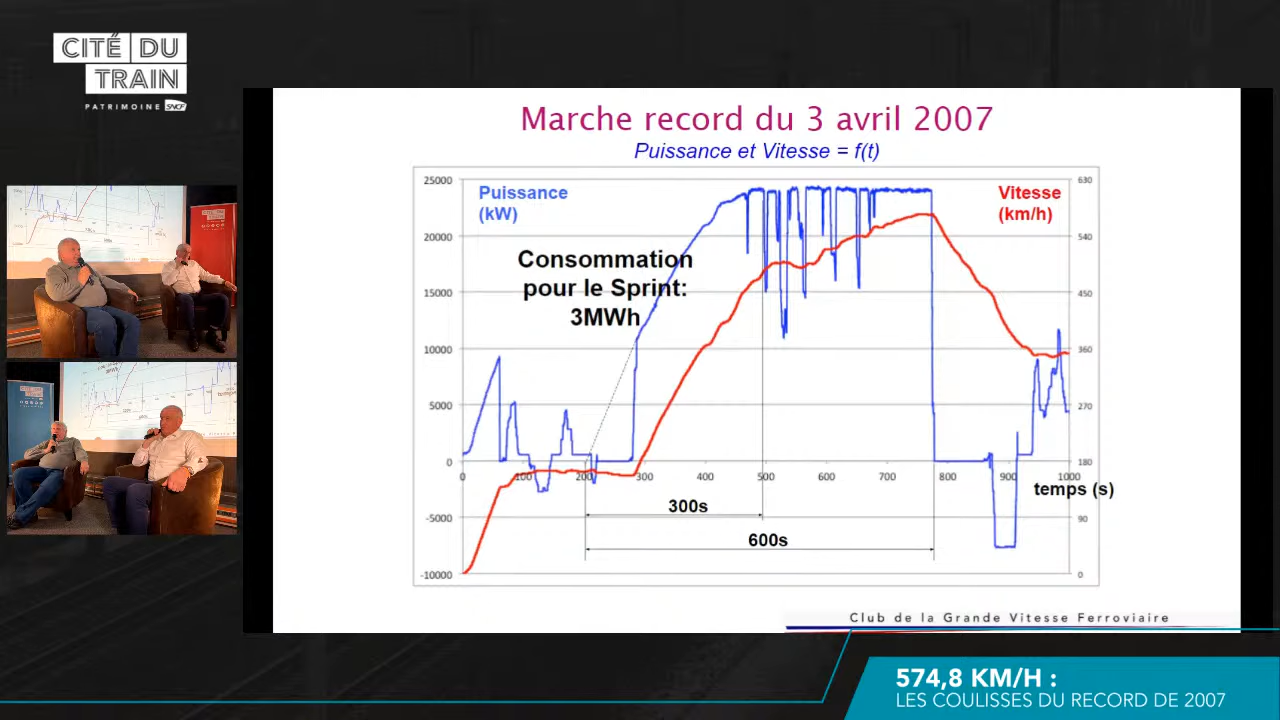 CITÉ DU
TRAIN
PATRIMOINE SNCF
Marche record du 3 avril 2007
Puissance et Vitesse = f(t)
Puissance
(kW)
Vitesse
(km/h)
Consommation
pour le Sprint:
3MWh
25000
20000
15000
10000
5000
0
-5000
-10000
630
540
450
360
270
180
90
0
0 100 200 300 400 500 600 700 800 900 1000
temps (s)
300s
600s
Club de la Grande Vitesse Ferroviaire
574,8 KM/H :
LES COULISSES DU RECORD DE 2007